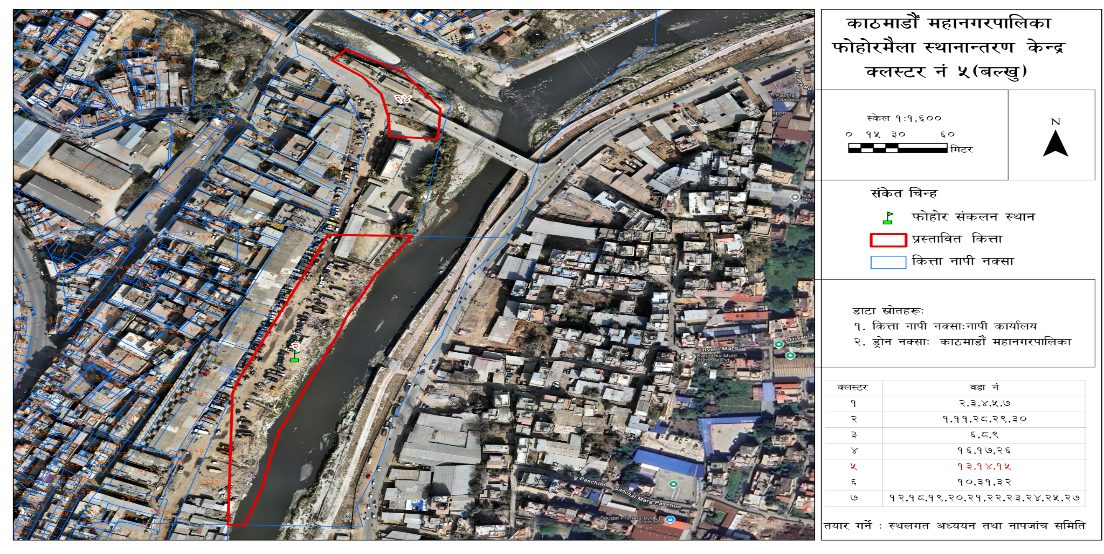 काठमाडौं महानगरपालिका
फोहोरमैला स्थानान्तरण केन्द्र
क्लस्टर नं ५(बल्खु)
स्केल १:१,६००
० १५ ३० ६०
मिटर
N
संकेत चिन्ह
फोहोर संकलन स्थान
प्रस्तावित कित्ता
कित्ता नापी नक्सा
डाटा स्रोतहरू:
१. कित्ता नापी नक्सा:नापी कार्यालय
२. ड्रोन नक्सा: काठमाडौं महानगरपालिका
क्लस्टर वडा नं
१ २,३,४,५,७
२ १,११,२८,२९,३०
३ ६,८,९
४ १६,१७,२६
५ १३,१४,१५
६ १०,३१,३२
७ १२,१८,१९,२०,२१,२२,२३,२४,२५,२७
तयार गर्ने : स्थलगत अध्ययन तथा नापजांच समिति